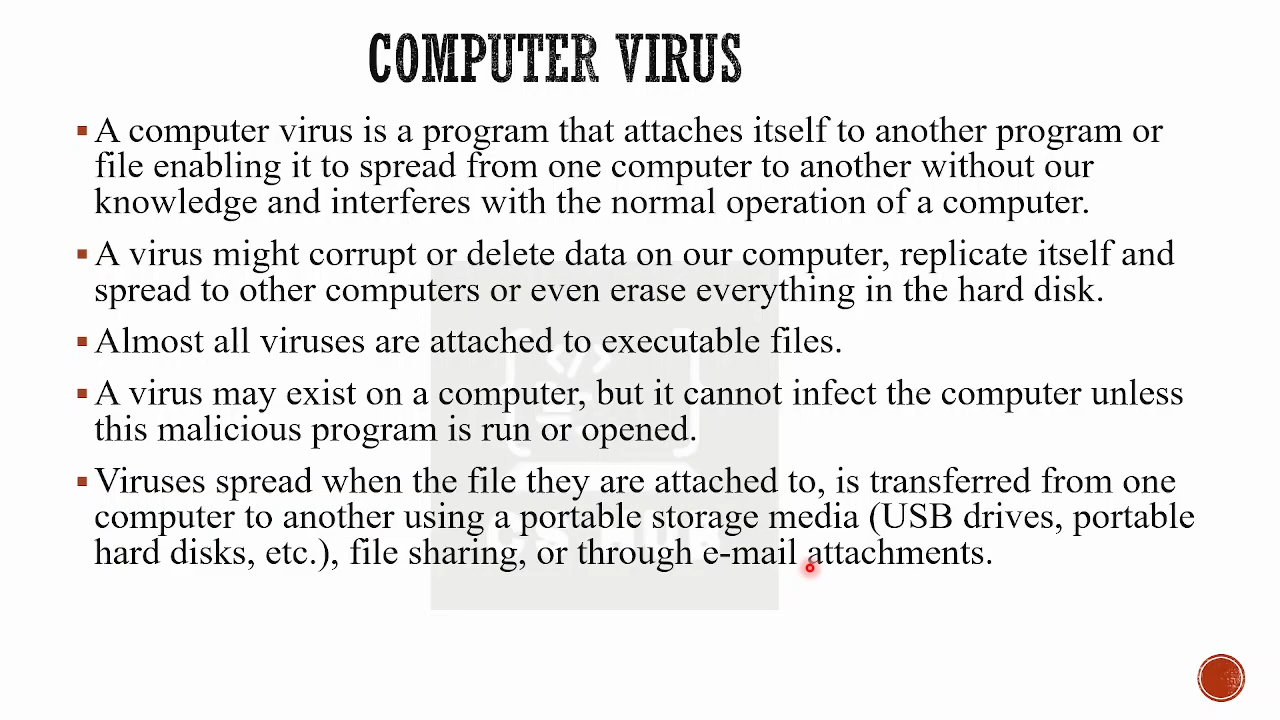 COMPUTER VIRUS
A computer virus is a program that attaches itself to another program or
file enabling it to spread from one computer to another without our
knowledge and interferes with the normal operation of a computer.
A virus might corrupt or delete data on our computer, replicate itself and
spread to other computers or even erase everything in the hard disk.
Almost all viruses are attached to executable files.
A virus may exist on a computer, but it cannot infect the computer unless
this malicious program is run or opened.
Viruses spread when the file they are attached to, is transferred from one
computer to another using a portable storage media (USB drives, portable
hard disks, etc.), file sharing, or through e-mail attachments.